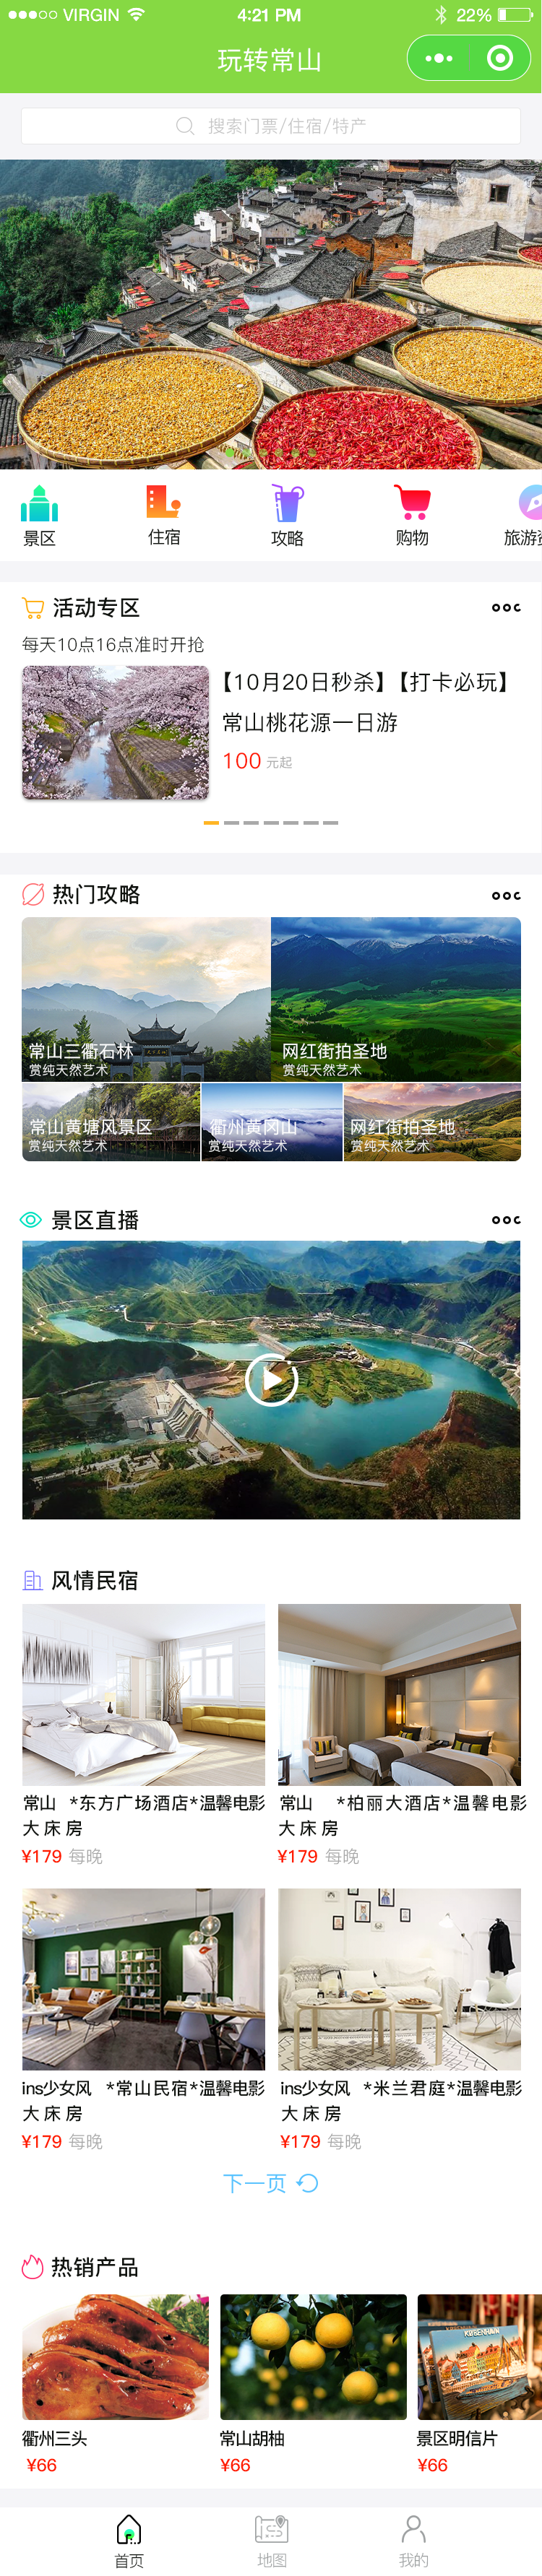 VIRGIN
4:21 PM
22%
玩转常山
搜索门票/住宿/特产
景区
住宿
攻略
购物
旅游
活动专区
每天10点16点准时开抢
【10月20日秒杀】【打卡必玩】
常山桃花源一日游
100 元起
热门攻略
常山三衢石林
赏纯天然艺术
网红街拍圣地
赏纯天然艺术
常山黄塘风景区
赏纯天然艺术
衢州黄冈山
赏纯天然艺术
网红街拍圣地
赏纯天然艺术
景区直播
风情民宿
常山 *东方广场酒店*温馨电影
大床房
¥179 每晚
常山 *柏丽大酒店*温馨电影
大床房
¥179 每晚
ins少女风 *常山民宿*温馨电影
大床房
¥179 每晚
ins少女风 *米兰君庭*温馨电影
大床房
¥179 每晚
下一页
热销产品
KØBENHAVN
衢州三头
¥66
常山胡柚
¥66
景区明信片
¥66
首页
地图
我的